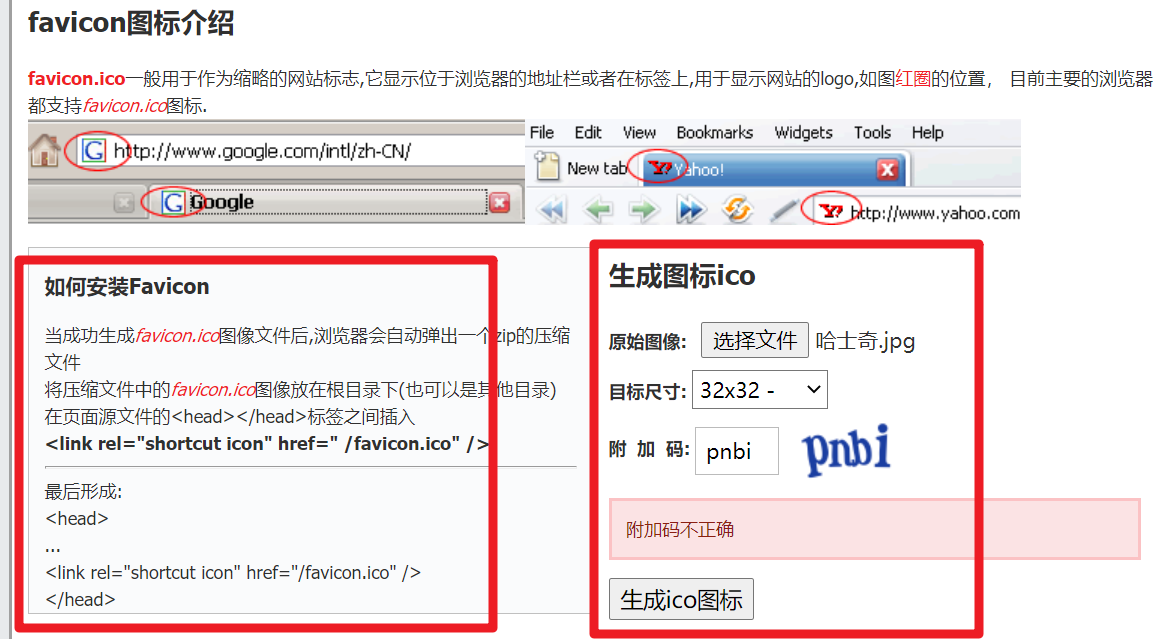 favicon图标介绍
favicon.ico一般用于作为缩略的网站标志,它显示位于浏览器的地址栏或者在标签上,用于显示网站的logo,如图红圈的位置， 目前主要的浏览器
都支持favicon.ico图标.
http://www.google.com/intl/zh-CN/
Google
File Edit View Bookmarks Widgets Tools Help
New tab Yahoo!
http://www.yahoo.com
如何安装Favicon
当成功生成favicon.ico图像文件后,浏览器会自动弹出一个zip的压缩
文件
将压缩文件中的favicon.ico图像放在根目录下(也可以是其他目录)
在页面源文件的<head></head>标签之间插入
<link rel="shortcut icon" href=" /favicon.ico" />
最后形成:
<head>
...
<link rel="shortcut icon" href="/favicon.ico" />
</head>
生成图标ico
原始图像: 选择文件 哈士奇.jpg
目标尺寸: 32x32 -
附 加 码: pnbi pnbi
附加码不正确
生成ico图标